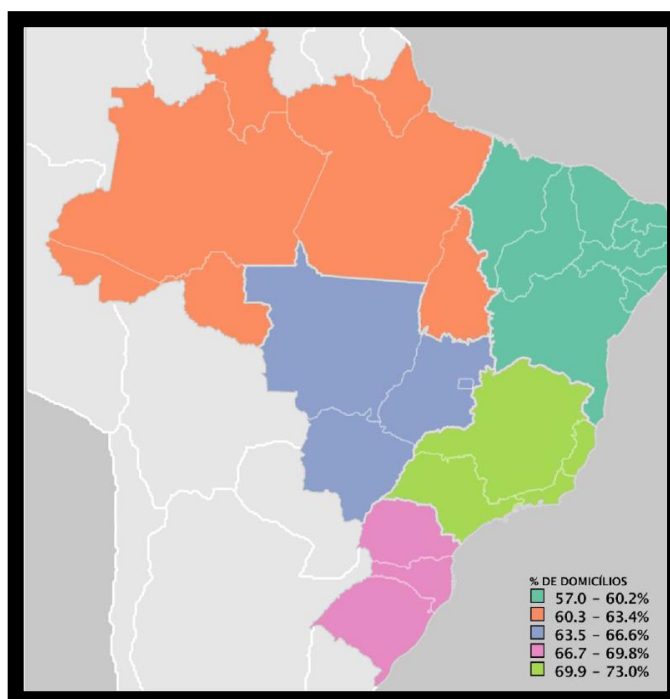 % DE DOMICÍLIOS
57.0 – 60.2%
60.3 – 63.4%
63.5 – 66.6%
66.7 – 69.8%
69.9 – 73.0%